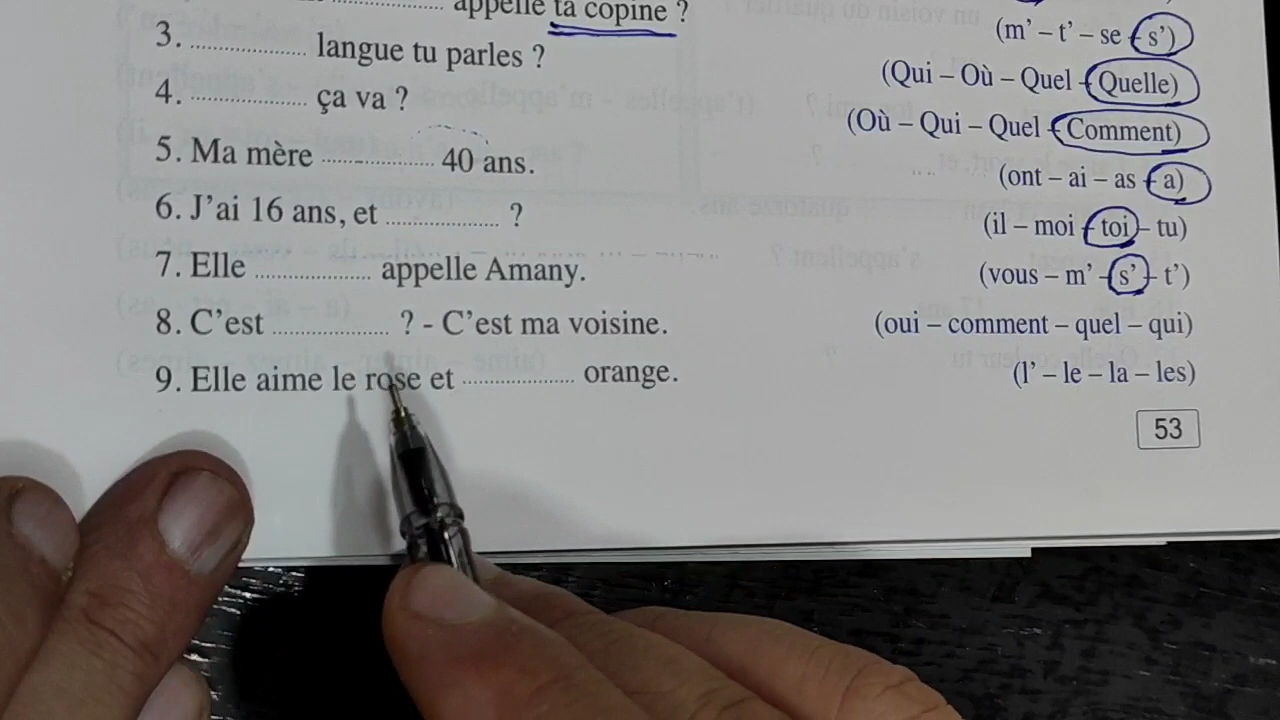 appelle ta copine ?
(m' – t' – se – s')
3. .................. langue tu parles ?
(Qui – Où – Quel – Quelle)
4. .................. ça va ?
(Où – Qui – Quel – Comment)
5. Ma mère .................. 40 ans.
(ont – ai – as – a)
6. J'ai 16 ans, et .................. ?
(il – moi – toi – tu)
7. Elle .................. appelle Amany.
(vous – m' – s' – t')
8. C'est .................. ? - C'est ma voisine.
(oui – comment – quel – qui)
9. Elle aime le rose et .................. orange.
(l' – le – la – les)
53